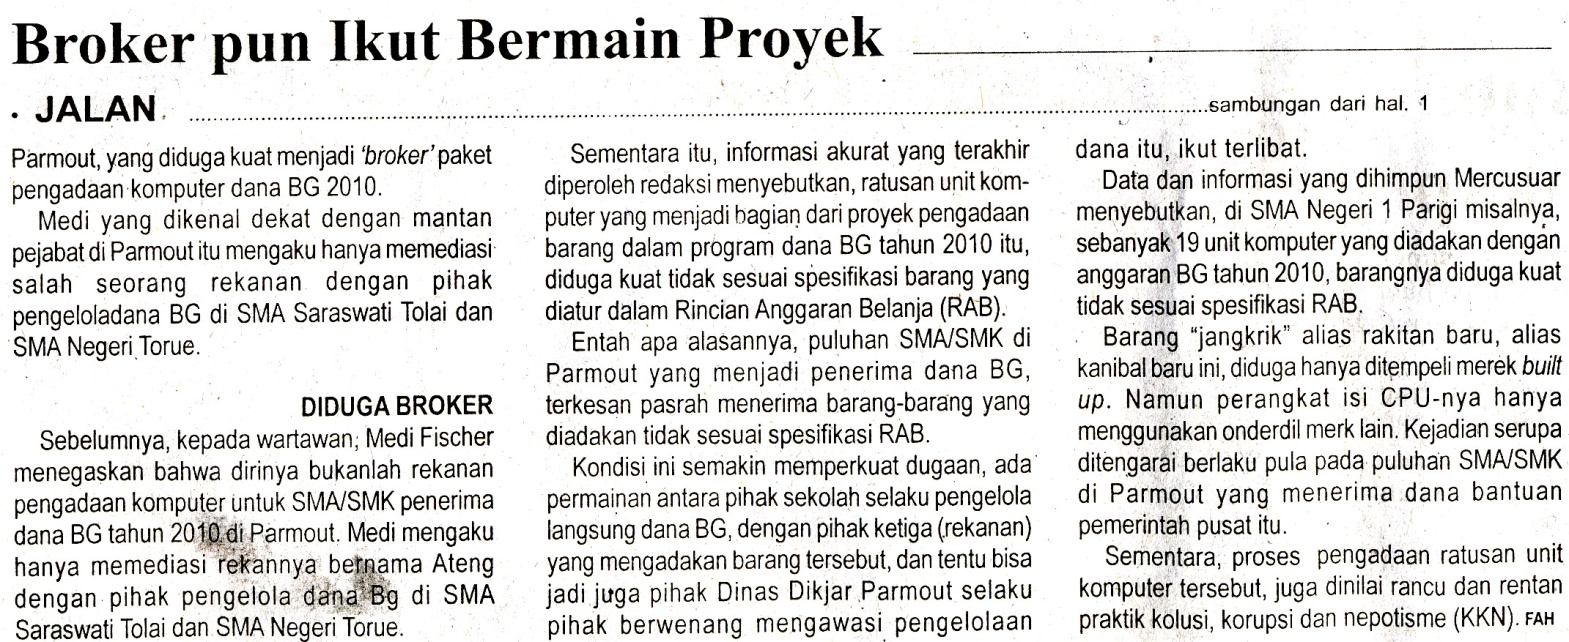 Broker pun Ikut Bermain Proyek
• JALAN ........sambungan dari hal. 1
Parmout, yang diduga kuat menjadi 'broker' paket
pengadaan komputer dana BG 2010.
Medi yang dikenal dekat dengan mantan
pejabat di Parmout itu mengaku hanya memediasi
salah seorang rekanan dengan pihak
pengeloladana BG di SMA Saraswati Tolai dan
SMA Negeri Torue.
DIDUGA BROKER
Sebelumnya, kepada wartawan, Medi Fischer
menegaskan bahwa dirinya bukanlah rekanan
pengadaan komputer untuk SMA/SMK penerima
dana BG tahun 2010 di Parmout. Medi mengaku
hanya memediasi rekannya bernama Ateng
dengan pihak pengelola dana Bg di SMA
Saraswati Tolai dan SMA Negeri Torue.
Sementara itu, informasi akurat yang terakhir
diperoleh redaksi menyebutkan, ratusan unit kom-
puter yang menjadi bagian dari proyek pengadaan
barang dalam program dana BG tahun 2010 itu,
diduga kuat tidak sesuai spesifikasi barang yang
diatur dalam Rincian Anggaran Belanja (RAB).
Entah apa alasannya, puluhan SMA/SMK di
Parmout yang menjadi penerima dana BG,
terkesan pasrah menerima barang-barang yang
diadakan tidak sesuai spesifikasi RAB.
Kondisi ini semakin memperkuat dugaan, ada
permainan antara pihak sekolah selaku pengelola
langsung dana BG, dengan pihak ketiga (rekanan)
yang mengadakan barang tersebut, dan tentu bisa
jadi juga pihak Dinas Dikjar Parmout selaku
pihak berwenang mengawasi pengelolaan
dana itu, ikut terlibat.
Data dan informasi yang dihimpun Mercusuar
menyebutkan, di SMA Negeri 1 Parigi misalnya,
sebanyak 19 unit komputer yang diadakan dengan
anggaran BG tahun 2010, barangnya diduga kuat
tidak sesuai spesifikasi RAB.
Barang "jangkrik" alias rakitan baru, alias
kanibal baru ini, diduga hanya ditempeli merek built
up. Namun perangkat isi CPU-nya hanya
menggunakan onderdil merk lain. Kejadian serupa
ditengarai berlaku pula pada puluhan SMA/SMK
di Parmout yang menerima dana bantuan
pemerintah pusat itu.
Sementara, proses pengadaan ratusan unit
komputer tersebut, juga dinilai rancu dan rentan
praktik kolusi, korupsi dan nepotisme (KKN). FAH